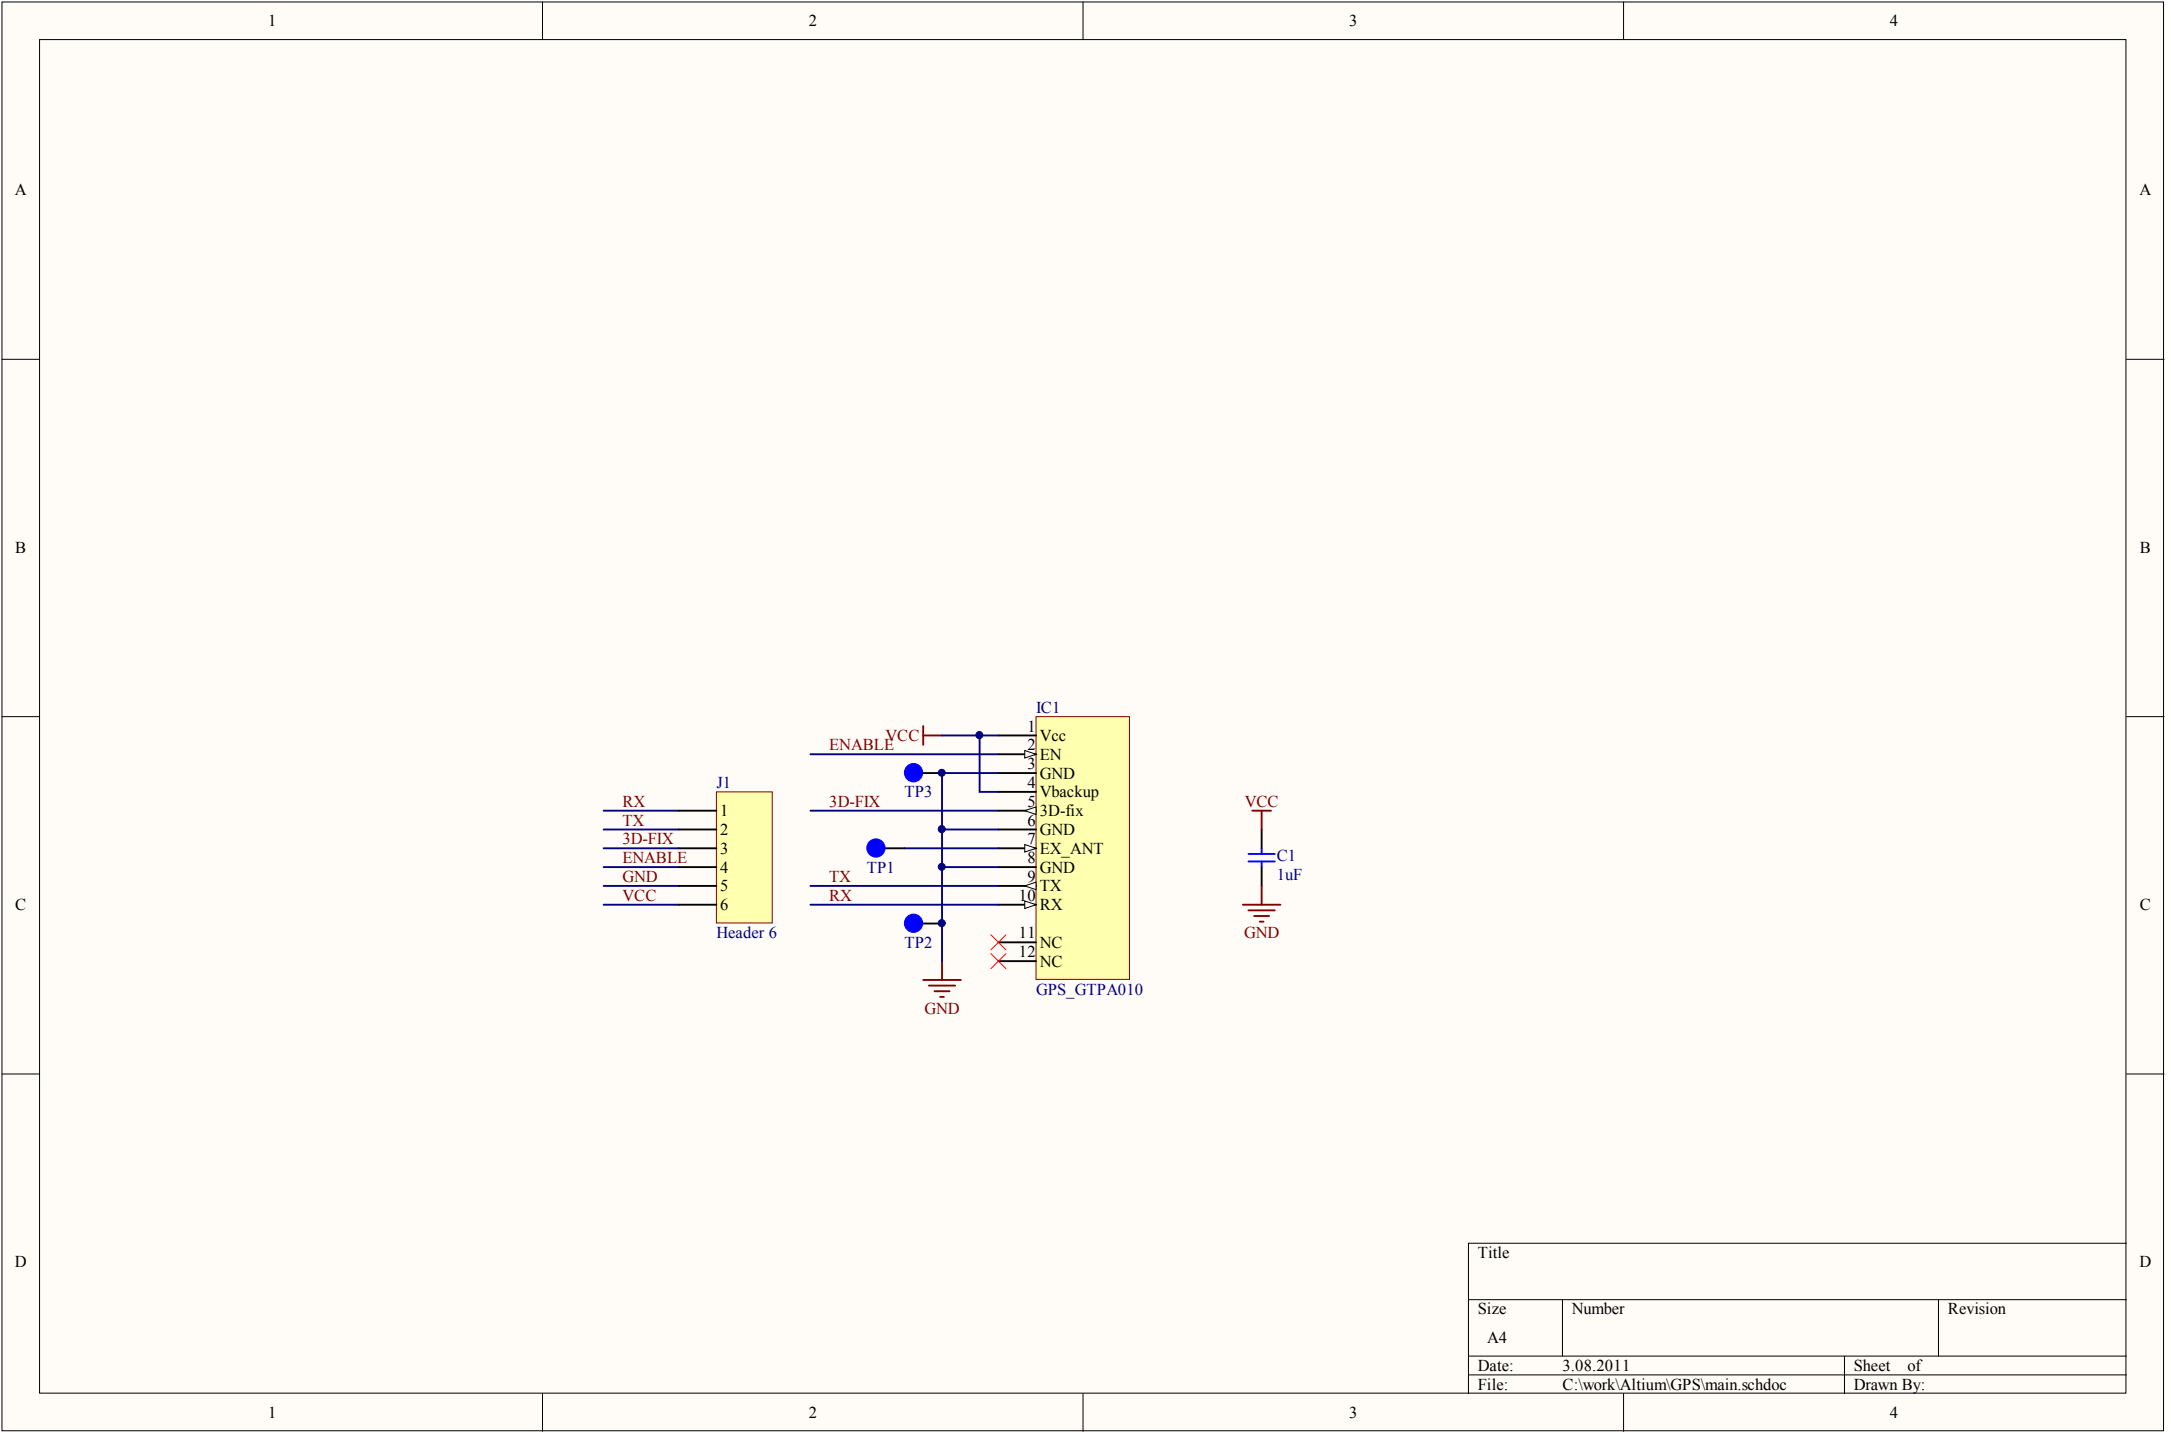 1 2 3 4
A A
B B
C C
D D
IC1
VCC
ENABLE
1 Vcc
2 EN
3 GND
4 Vbackup
5 3D-fix
6 GND
7 EX_ANT
8 GND
9 TX
10 RX
11 NC
12 NC
GPS_GTPA010
TP3
3D-FIX
TP1
TX
RX
TP2
GND
J1
RX 1
TX 2
3D-FIX 3
ENABLE 4
GND 5
VCC 6
Header 6
VCC
C1
1uF
GND
Title
Size Number Revision
A4
Date: 3.08.2011 Sheet of
File: C:\work\Altium\GPS\main.schdoc Drawn By:
1 2 3 4